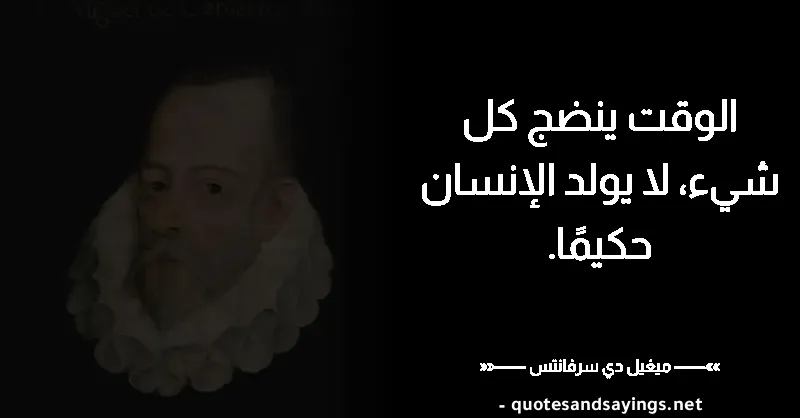 الوقت ينضج كل
شيء، لا يولد الإنسان
حكيمًا.
»—— ميغيل دي سرفانتس ——«
- quotesandsayings.net